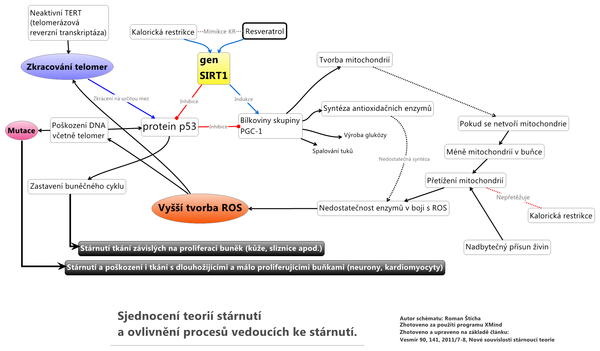 Neaktivní TERT
(telomerázová
reverzní transkriptáza)
Kalorická restrikce
Mimikce KR
Resveratrol
Zkracování telomer
gen
SIRT1
Tvorba mitochondrií
Zkrácení na určitou mez
Inhibice
Indukce
Syntéza antioxidačních enzymů
Mutace
Poškození DNA
včetně telomer
protein p53
Inhibice
Bílkoviny skupiny
PGC-1
Výroba glukózy
Spalování tuků
Pokud se netvoří mitochondrie
Nedostatečná syntéza
Méně mitochondrií v buňce
Zastavení buněčného cyklu
Přetížení mitochondrií
Nepřetěžuje
Vyšší tvorba ROS
Nedostatečnost enzymů v boji s ROS
Kalorická restrikce
Stárnutí tkání závislých na proliferaci buněk (kůže, sliznice apod.)
Nadbytečný přísun živin
Stárnutí a poškození i tkání s dlouhožijícími a málo proliferujícími buňkami (neurony, kardiomyocyty)
Sjednocení teorií stárnutí
a ovlivnění procesů vedoucích ke stárnutí.
Autor schématu: Roman Šticha
Zhotoveno za použití programu XMind
Zhotoveno a upraveno na základě článku:
Vesmír 90, 141, 2011/7-8, Nové souvislosti stárnoucí teorie